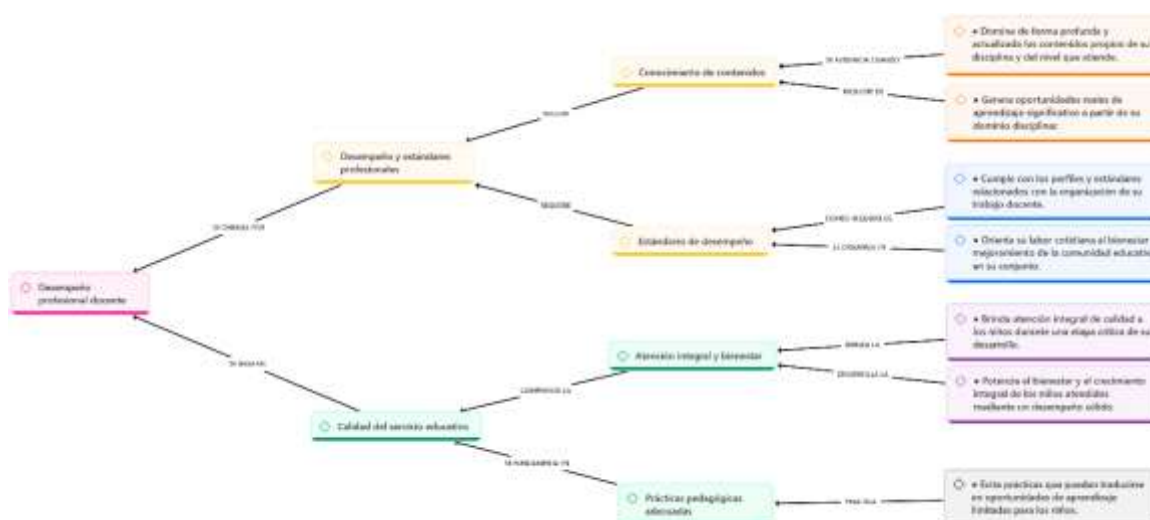 • Domina de forma profunda y
actualizada los contenidos propios de su
disciplina y del nivel que atiende.
Conocimiento de contenidos
• Genera oportunidades reales de
aprendizaje significativo a partir de su
dominio disciplinar.
Desempeño y estándares
profesionales
REQUIERE
• Cumple con los perfiles y estándares
relacionados con la organización de su
trabajo docente.
Estándares de desempeño
• Orienta su labor cotidiana al bienestar
mejoramiento de la comunidad educativa
en su conjunto.
Desempeño
profesional docente
• Brinda atención integral de calidad a
los niños durante una etapa crítica de su
desarrollo.
Atención integral y bienestar
• Potencia el bienestar y el crecimiento
integral de los niños atendidos
mediante un desempeño sólido.
Calidad del servicio educativo
SE FUNDAMENTA EN
Prácticas pedagógicas
adecuadas
• Evita prácticas que puedan traducirse
en oportunidades de aprendizaje
limitadas para los niños.